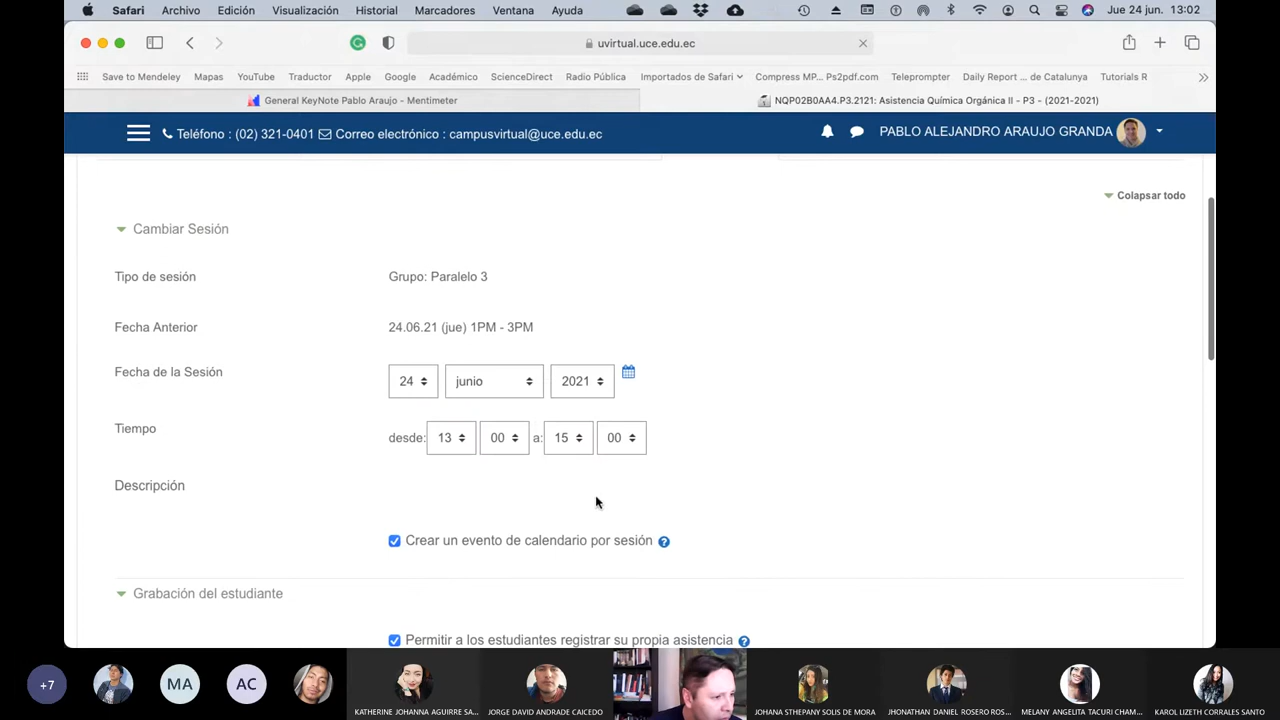 Safari Archivo Edición Visualización Historial Marcadores Ventana Ayuda Jue 24 jun. 13:02
uvirtual.uce.edu.ec
Save to Mendeley Mapas YouTube Traductor Apple Google Académico ScienceDirect Radio Pública Importados de Safari Compress MP... Ps2pdf.com Teleprompter Daily Report ... de Catalunya Tutorials R
General KeyNote Pablo Araujo - Mentimeter NQP02B0AA4.P3.2121: Asistencia Química Orgánica II - P3 - (2021-2021)
Teléfono : (02) 321-0401 Correo electrónico : campusvirtual@uce.edu.ec PABLO ALEJANDRO ARAUJO GRANDA
Colapsar todo
Cambiar Sesión
Tipo de sesión Grupo: Paralelo 3
Fecha Anterior 24.06.21 (jue) 1PM - 3PM
Fecha de la Sesión 24 junio 2021
Tiempo desde: 13 00 a: 15 00
Descripción
Crear un evento de calendario por sesión
Grabación del estudiante
Permitir a los estudiantes registrar su propia asistencia
+7 MA AC
KATHERINE JOHANNA AGUIRRE SA... JORGE DAVID ANDRADE CAICEDO JOHANA STHEPANY SOLIS DE MORA JHONATHAN DANIEL ROSERO ROS... MELANY ANGELITA TACURI CHAM... KAROL LIZETH CORRALES SANTO